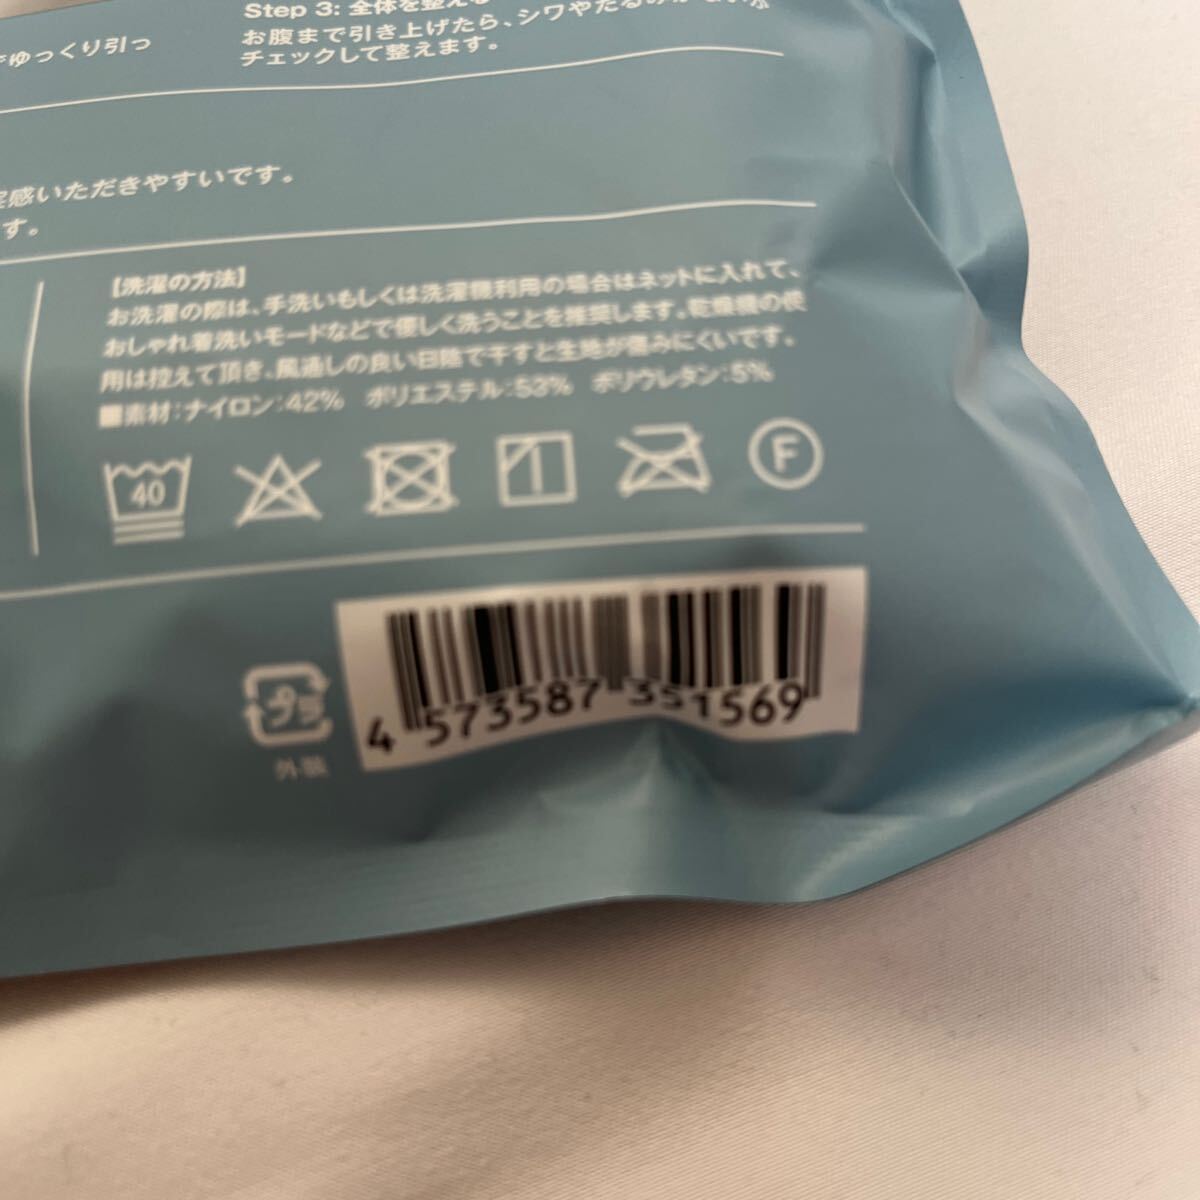 でゆっくり引っ
Step 3: 全体を整える
お腹まで引き上げたら、シワやたるみがないか
チェックして整えます。
実感いただきやすいです。
す。
【洗濯の方法】
お洗濯の際は、手洗いもしくは洗濯機利用の場合はネットに入れて、
おしゃれ着洗いモードなどで優しく洗うことを推奨します。乾燥機の使
用は控えて頂き、風通しの良い日陰で干すと生地が傷みにくいです。
■素材:ナイロン:42% ポリエステル:53% ポリウレタン:5%
40
F
プラ
外装
4 573587 351569